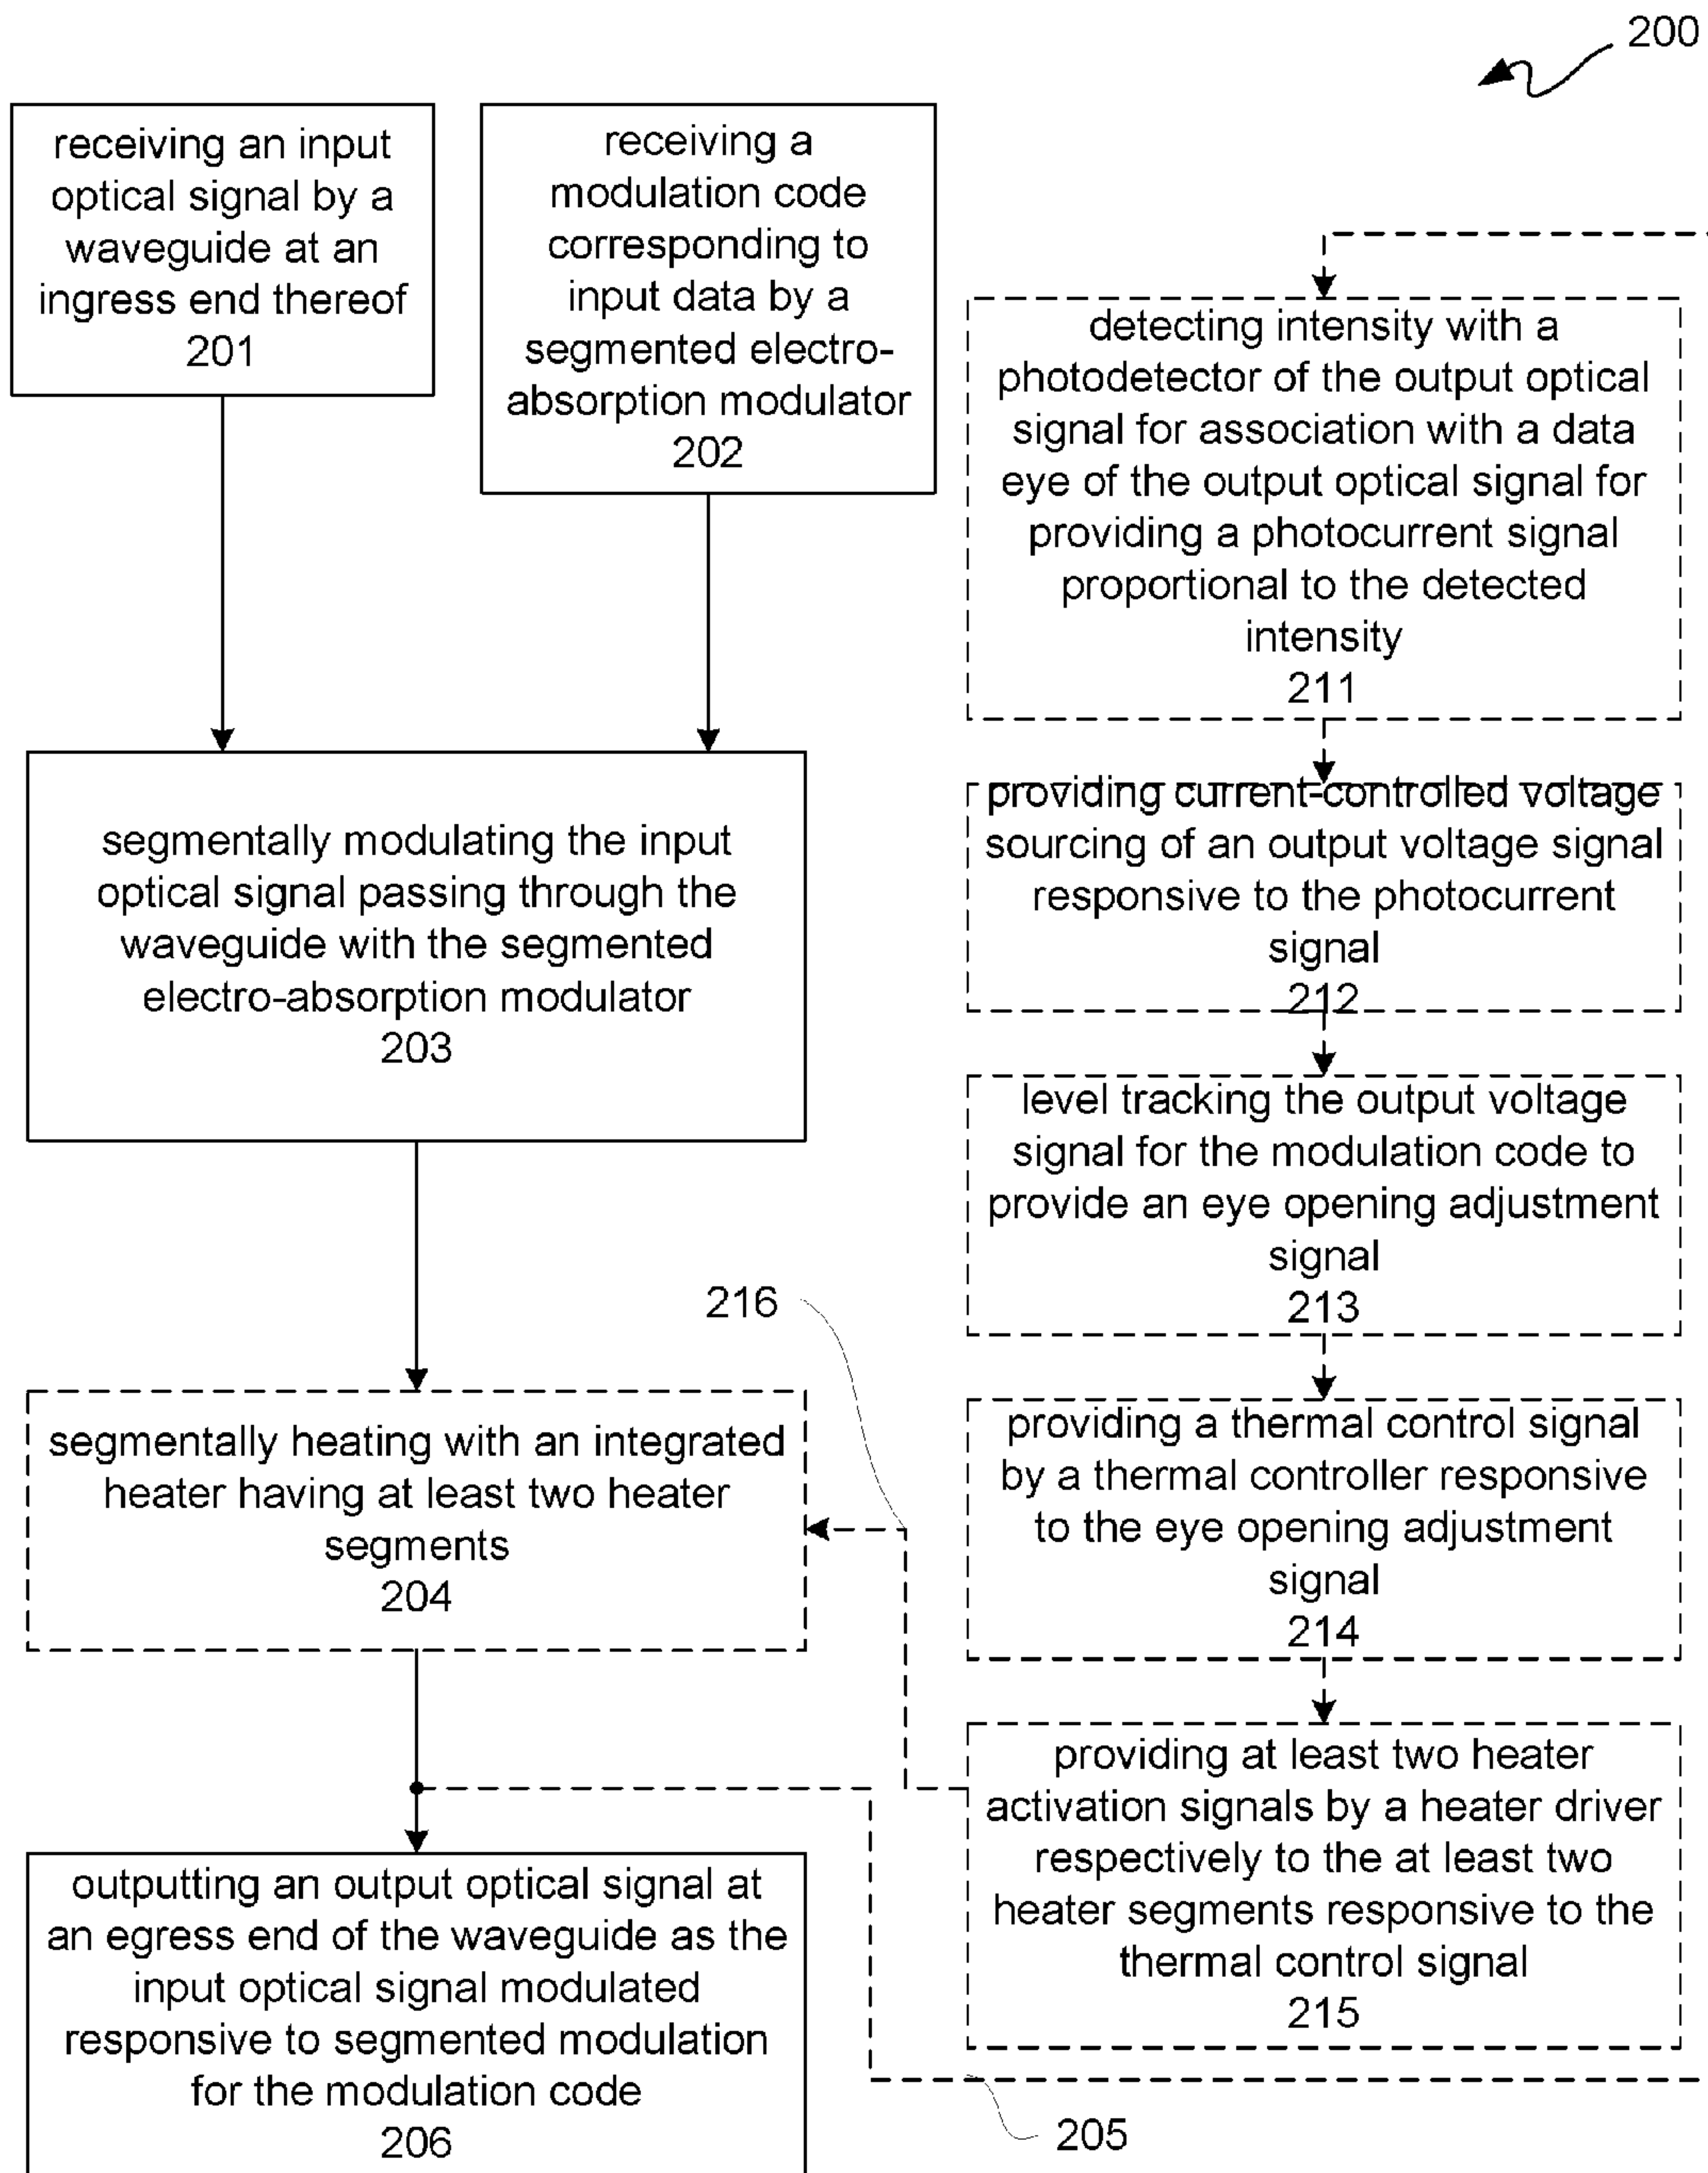 200
receiving an input
optical signal by a
waveguide at an
ingress end thereof
201
receiving a
modulation code
corresponding to
input data by a
segmented electro-
absorption modulator
202
segmentally modulating the input
optical signal passing through the
waveguide with the segmented
electro-absorption modulator
203
segmentally heating with an integrated
heater having at least two heater
segments
204
outputting an output optical signal at
an egress end of the waveguide as the
input optical signal modulated
responsive to segmented modulation
for the modulation code
206
detecting intensity with a
photodetector of the output optical
signal for association with a data
eye of the output optical signal for
providing a photocurrent signal
proportional to the detected
intensity
211
providing current-controlled voltage
sourcing of an output voltage signal
responsive to the photocurrent
signal
212
level tracking the output voltage
signal for the modulation code to
provide an eye opening adjustment
signal
213
providing a thermal control signal
by a thermal controller responsive
to the eye opening adjustment
signal
214
providing at least two heater
activation signals by a heater driver
respectively to the at least two
heater segments responsive to the
thermal control signal
215
216
205